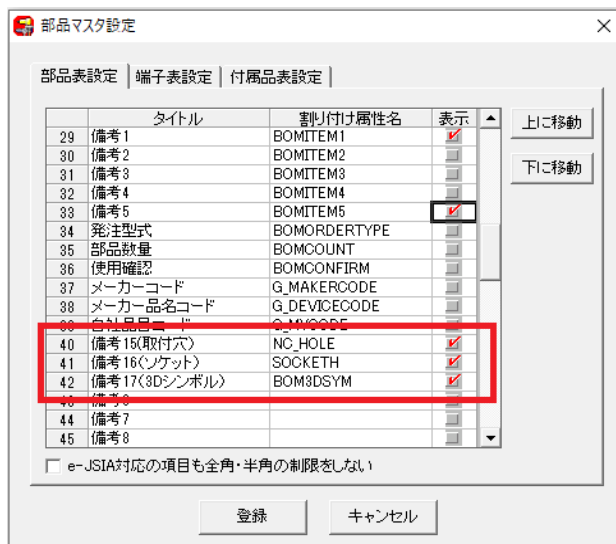 部品マスタ設定
部品表設定 端子表設定 付属品表設定
タイトル 割り付け属性名 表示
29 備考1 BOMITEM1
30 備考2 BOMITEM2
31 備考3 BOMITEM3
32 備考4 BOMITEM4
33 備考5 BOMITEM5
34 発注型式 BOMORDERTYPE
35 部品数量 BOMCOUNT
36 使用確認 BOMCONFIRM
37 メーカーコード G_MAKERCODE
38 メーカー品名コード G_DEVICECODE
40 備考15(取付穴) NC_HOLE
41 備考16(ソケット) SOCKETH
42 備考17(3Dシンボル) BOM3DSYM
44 備考7
45 備考8
上に移動
下に移動
e-JSIA対応の項目も全角・半角の制限をしない
登録 キャンセル